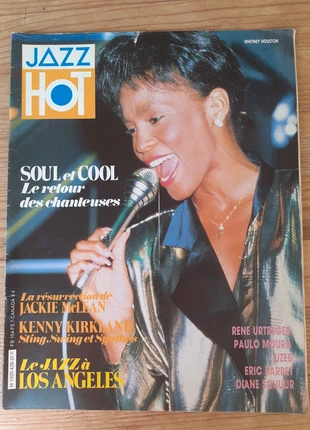 WHITNEY HOUSTON
JAZZ
HOT
SOUL et COOL
Le retour
des chanteuses
La résurrection de
JACKIE McLEAN
KENNY KIRKLAND
Sting, Swing et Synthés
Le JAZZ à
LOS ANGELES
RENE URTREGER
PAULO MOURA
UZEB
ERIC BARRET
DIANE SCHUUR